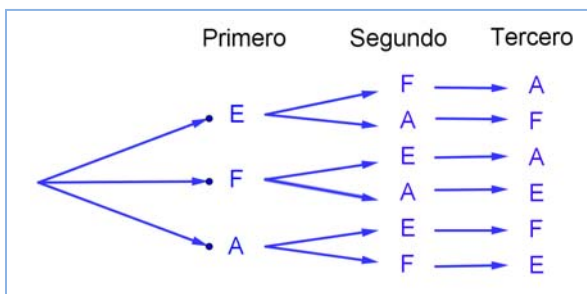 Primero Segundo Tercero
F A
E
A F
E A
F
A E
E F
A
F E